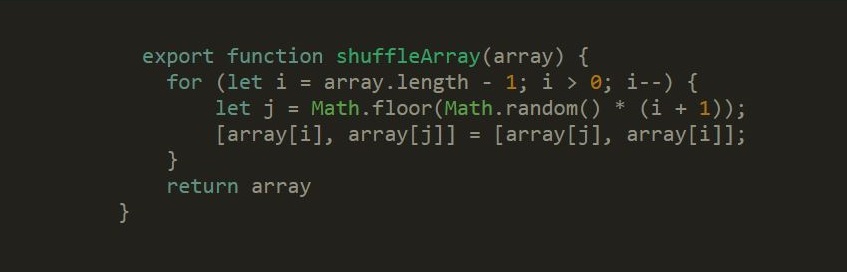 export function shuffleArray(array) {
for (let i = array.length - 1; i > 0; i--) {
let j = Math.floor(Math.random() * (i + 1));
[array[i], array[j]] = [array[j], array[i]];
}
return array
}